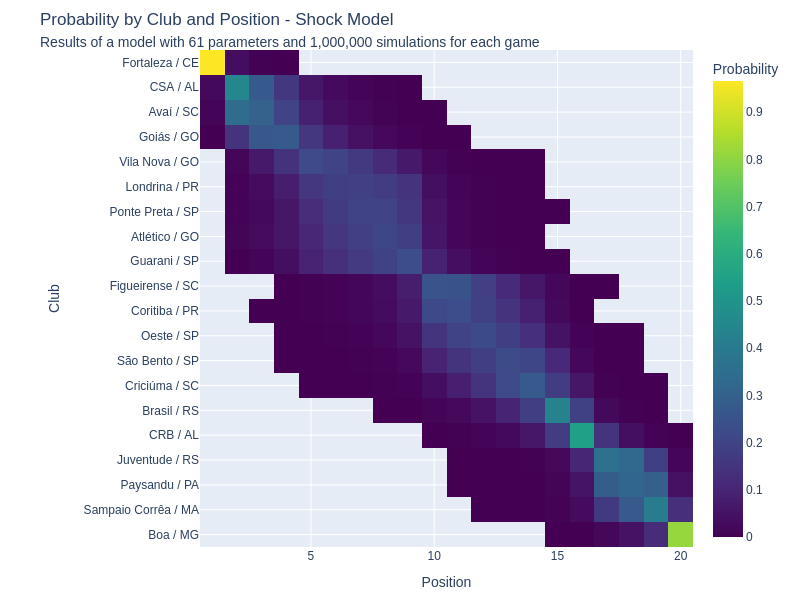 Probability by Club and Position - Shock Model
Results of a model with 61 parameters and 1,000,000 simulations for each game
Probability
Club
Fortaleza / CE
CSA / AL
Avaí / SC
Goiás / GO
Vila Nova / GO
Londrina / PR
Ponte Preta / SP
Atlético / GO
Guarani / SP
Figueirense / SC
Coritiba / PR
Oeste / SP
São Bento / SP
Criciúma / SC
Brasil / RS
CRB / AL
Juventude / RS
Paysandu / PA
Sampaio Corrêa / MA
Boa / MG
0.9
0.8
0.7
0.6
0.5
0.4
0.3
0.2
0.1
0
5 10 15 20
Position